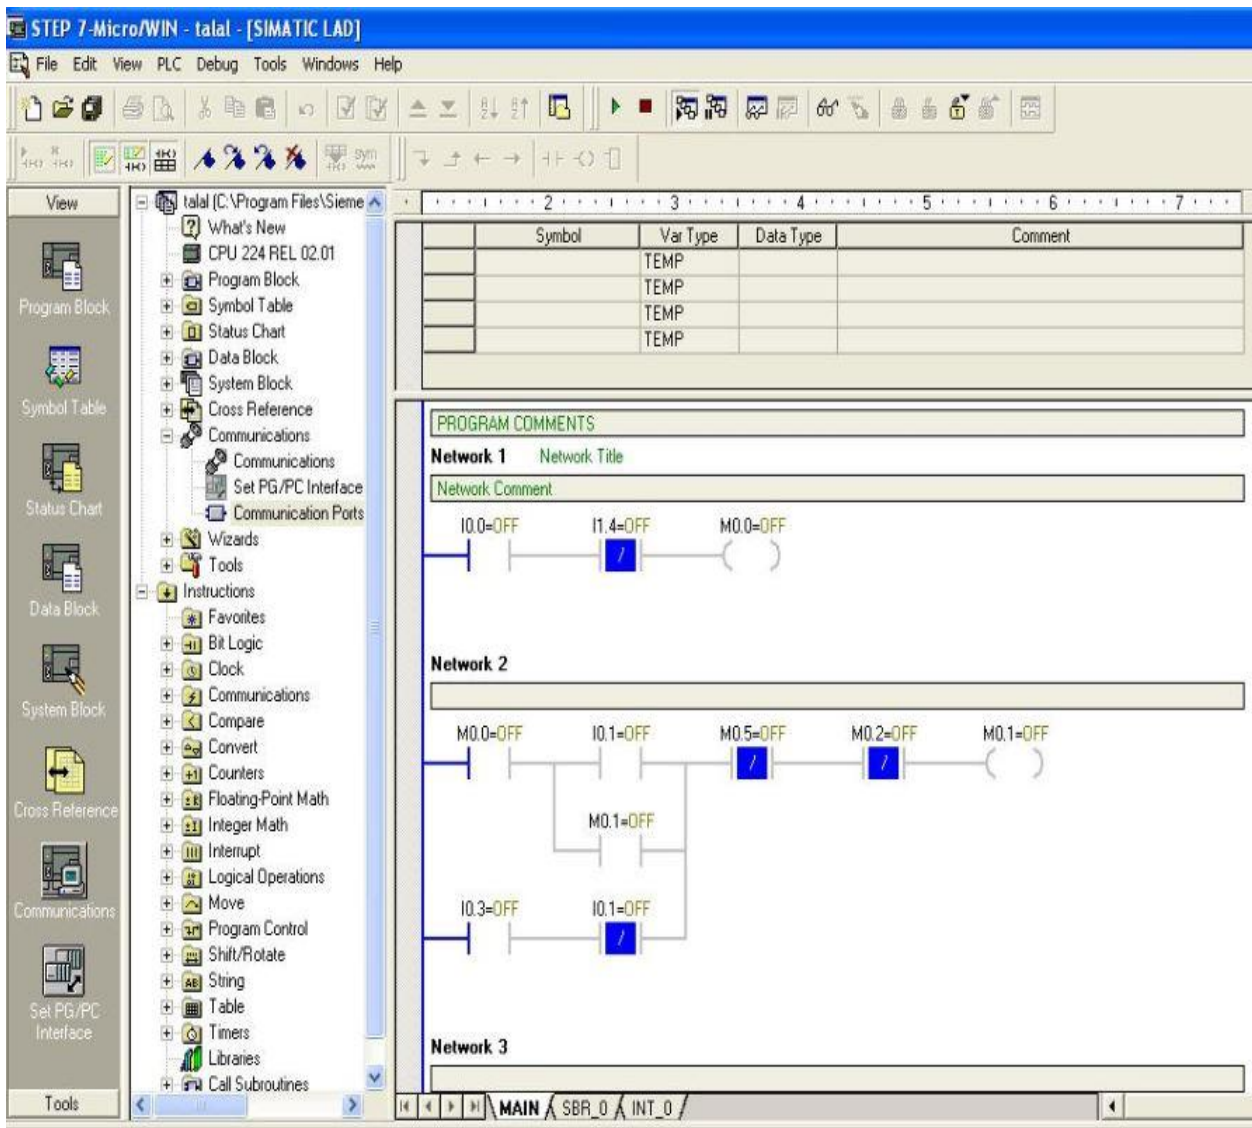 STEP 7-Micro/WIN - talal - [SIMATIC LAD]
File Edit View PLC Debug Tools Windows Help
sym
View
Program Block
Symbol Table
Status Chart
Data Block
System Block
Cross Reference
Communications
Set PG/PC
Interface
Tools
talal (C:\Program Files\Sieme
What's New
CPU 224 REL 02.01
Program Block
Symbol Table
Status Chart
Data Block
System Block
Cross Reference
Communications
Communications
Set PG/PC Interface
Communication Ports
Wizards
Tools
Instructions
Favorites
Bit Logic
Clock
Communications
Compare
Convert
Counters
Floating-Point Math
Integer Math
Interrupt
Logical Operations
Move
Program Control
Shift/Rotate
String
Table
Timers
Libraries
Call Subroutines
2 3 4 5 6 7
Symbol Var Type Data Type Comment
TEMP
TEMP
TEMP
TEMP
PROGRAM COMMENTS
Network 1 Network Title
Network Comment
I0.0=OFF I1.4=OFF M0.0=OFF
Network 2
M0.0=OFF I0.1=OFF M0.5=OFF M0.2=OFF M0.1=OFF
M0.1=OFF
I0.3=OFF I0.1=OFF
Network 3
MAIN SBR_0 INT_0